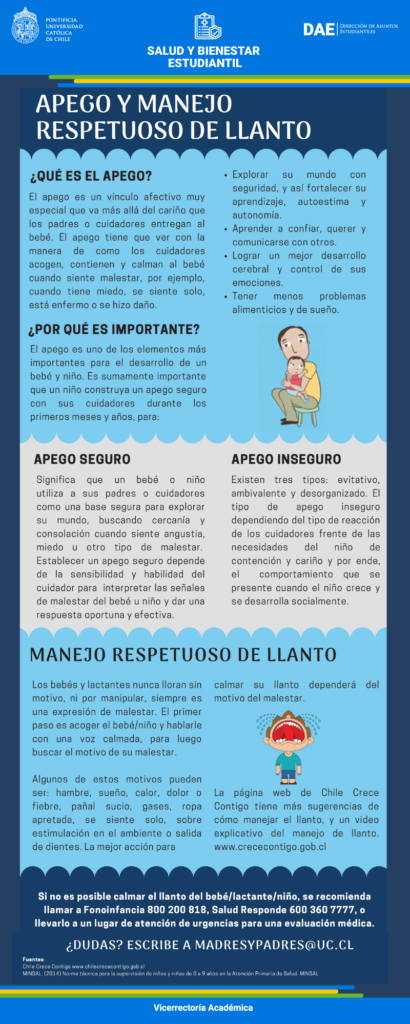 PONTIFICIA
UNIVERSIDAD
CATÓLICA
DE CHILE
DAE
DIRECCIÓN DE ASUNTOS
ESTUDIANTILES
SALUD Y BIENESTAR
ESTUDIANTIL
APEGO Y MANEJO
RESPETUOSO DE LLANTO
¿QUÉ ES EL APEGO?
El apego es un vínculo afectivo muy
especial que va más allá del cariño que
los padres o cuidadores entregan al
bebé. El apego tiene que ver con la
manera de como los cuidadores
acogen, contienen y calman al bebé
cuando siente malestar, por ejemplo,
cuando tiene miedo, se siente solo,
está enfermo o se hizo daño.
¿POR QUÉ ES IMPORTANTE?
El apego es uno de los elementos más
importantes para el desarrollo de un
bebé y niño. Es sumamente importante
que un niño construya un apego seguro
con sus cuidadores durante los
primeros meses y años, para:
• Explorar su mundo con
seguridad, y así fortalecer su
aprendizaje, autoestima y
autonomía.
• Aprender a confiar, querer y
comunicarse con otros.
• Lograr un mejor desarrollo
cerebral y control de sus
emociones.
• Tener menos problemas
alimenticios y de sueño.
APEGO SEGURO
Significa que un bebé o niño
utiliza a sus padres o cuidadores
como una base segura para explorar
su mundo, buscando cercanía y
consolación cuando siente angustia,
miedo u otro tipo de malestar.
Establecer un apego seguro depende
de la sensibilidad y habilidad del
cuidador para interpretar las señales
de malestar del bebé u niño y dar una
respuesta oportuna y efectiva.
APEGO INSEGURO
Existen tres tipos: evitativo,
ambivalente y desorganizado. El
tipo de apego inseguro
dependiendo del tipo de reacción
de los cuidadores frente de las
necesidades del niño de
contención y cariño y por ende,
el comportamiento que se
presente cuando el niño crece y
se desarrolla socialmente.
MANEJO RESPETUOSO DE LLANTO
Los bebés y lactantes nunca lloran sin
motivo, ni por manipular, siempre es
una expresión de malestar. El primer
paso es acoger el bebé/niño y hablarle
con una voz calmada, para luego
buscar el motivo de su malestar.
Algunos de estos motivos pueden
ser: hambre, sueño, calor, dolor o
fiebre, pañal sucio, gases, ropa
apretada, se siente solo, sobre
estimulación en el ambiente o salida
de dientes. La mejor acción para
calmar su llanto dependerá del
motivo del malestar.
La página web de Chile Crece
Contigo tiene más sugerencias de
cómo manejar el llanto, y un video
explicativo del manejo de llanto.
www.crececontigo.gob.cl
Si no es posible calmar el llanto del bebé/lactante/niño, se recomienda
llamar a Fonoinfancia 800 200 818, Salud Responde 600 360 7777, o
llevarlo a un lugar de atención de urgencias para una evaluación médica.
¿DUDAS? ESCRIBE A MADRESYPADRES@UC.CL
Fuentes:
Chile Crece Contigo www.chilecrececontigo.gob.cl
MINSAL. (2014) Norma técnica para la supervisión de niños y niñas de 0 a 9 años en la Atención Primaria de Salud. MINSAL
Vicerrectoría Académica